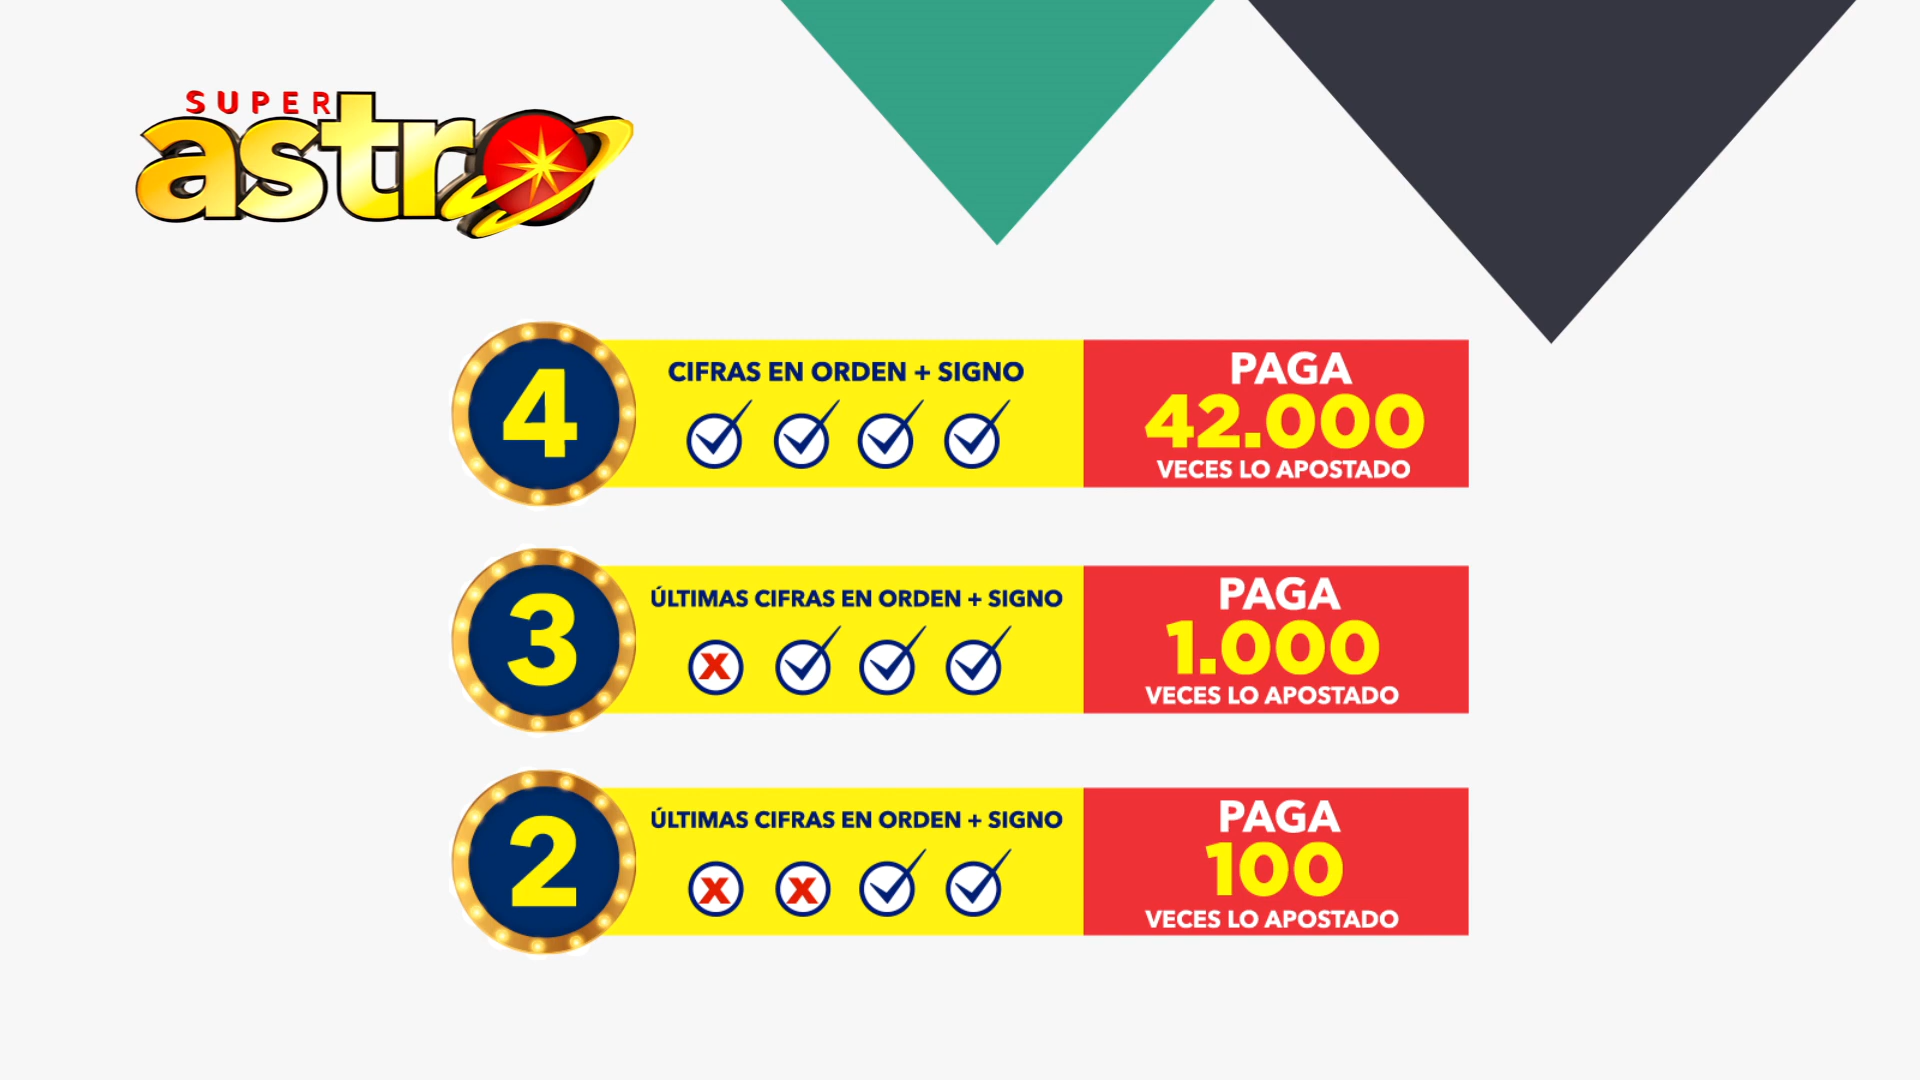 SUPER
astro
4
CIFRAS EN ORDEN + SIGNO
PAGA
42.000
VECES LO APOSTADO
3
ÚLTIMAS CIFRAS EN ORDEN + SIGNO
X
PAGA
1.000
VECES LO APOSTADO
2
ÚLTIMAS CIFRAS EN ORDEN + SIGNO
X X
PAGA
100
VECES LO APOSTADO